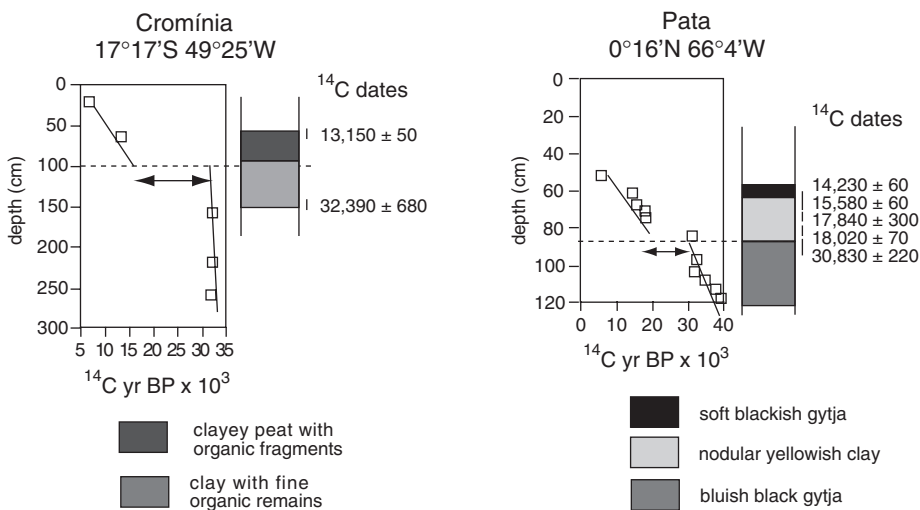 Cromínia
17°17'S 49°25'W
¹⁴C dates
0
50
100
150
200
250
300
depth (cm)
5 10 15 20 25 30 35
¹⁴C yr BP x 10³
13,150 ± 50
32,390 ± 680
clayey peat with
organic fragments
clay with fine
organic remains
Pata
0°16'N 66°4'W
¹⁴C dates
0
20
40
60
80
100
120
depth (cm)
0 10 20 30 40
¹⁴C yr BP x 10³
14,230 ± 60
15,580 ± 60
17,840 ± 300
18,020 ± 70
30,830 ± 220
soft blackish gytja
nodular yellowish clay
bluish black gytja